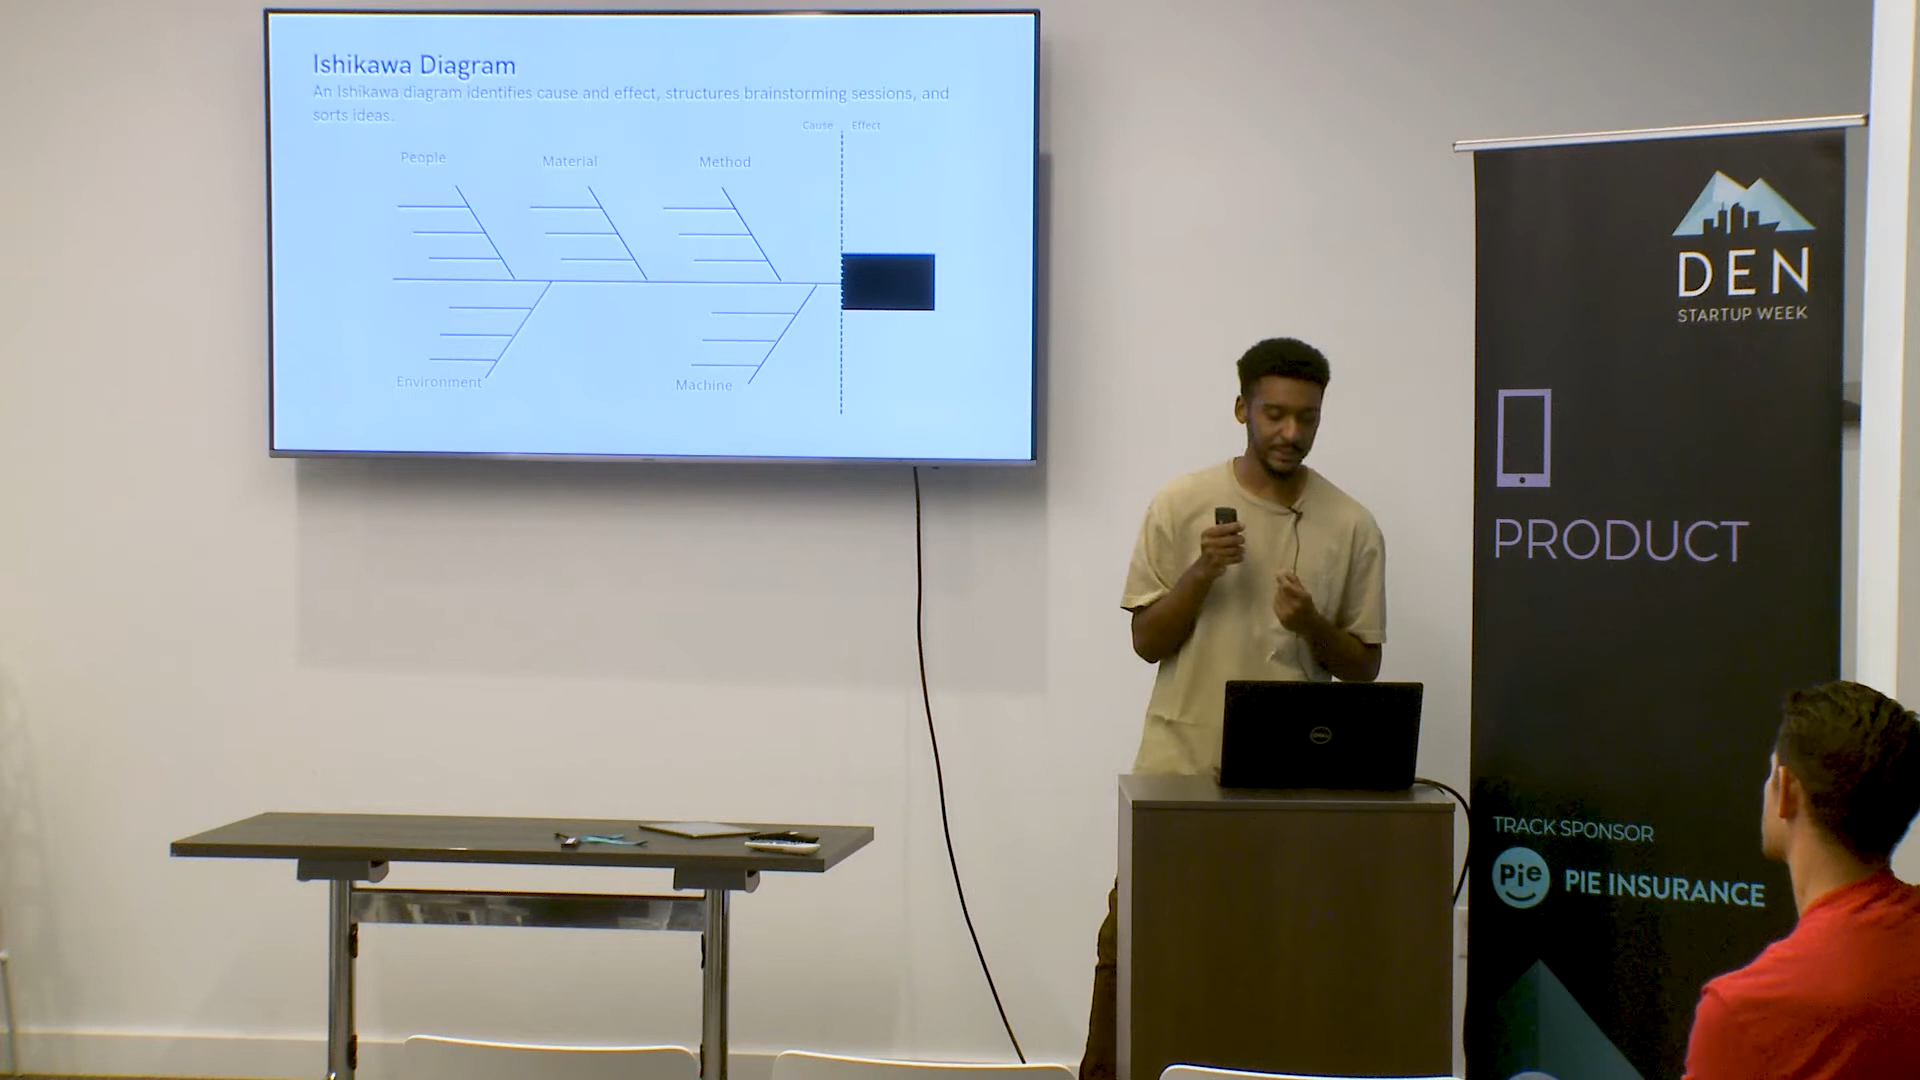 Ishikawa Diagram
An Ishikawa diagram identifies cause and effect, structures brainstorming sessions, and
sorts ideas.
Cause Effect
People Material Method
Environment Machine
DEN
STARTUP WEEK
PRODUCT
TRACK SPONSOR
Pie PIE INSURANCE
DELL